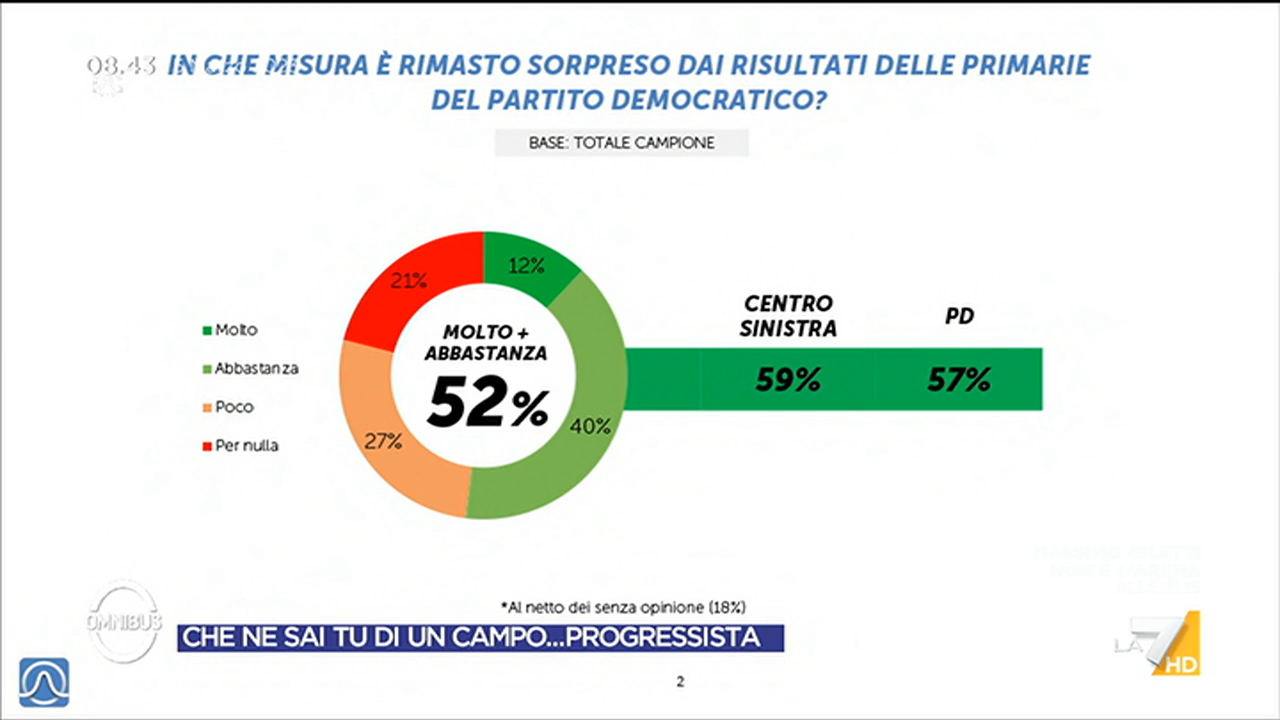 08.43
IN CHE MISURA È RIMASTO SORPRESO DAI RISULTATI DELLE PRIMARIE
DEL PARTITO DEMOCRATICO?
BASE: TOTALE CAMPIONE
Molto
Abbastanza
Poco
Per nulla
21%
12%
27%
40%
MOLTO +
ABBASTANZA
52%
CENTRO
SINISTRA
PD
59%
57%
*Al netto dei senza opinione (18%)
OMNIBUS
CHE NE SAI TU DI UN CAMPO...PROGRESSISTA
LA7
HD
2